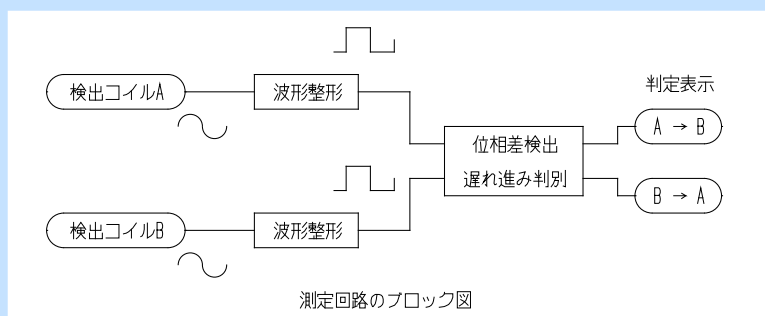 検出コイルA
波形整形
判定表示
A → B
位相差検出
遅れ進み判別
B → A
検出コイルB
波形整形
測定回路のブロック図